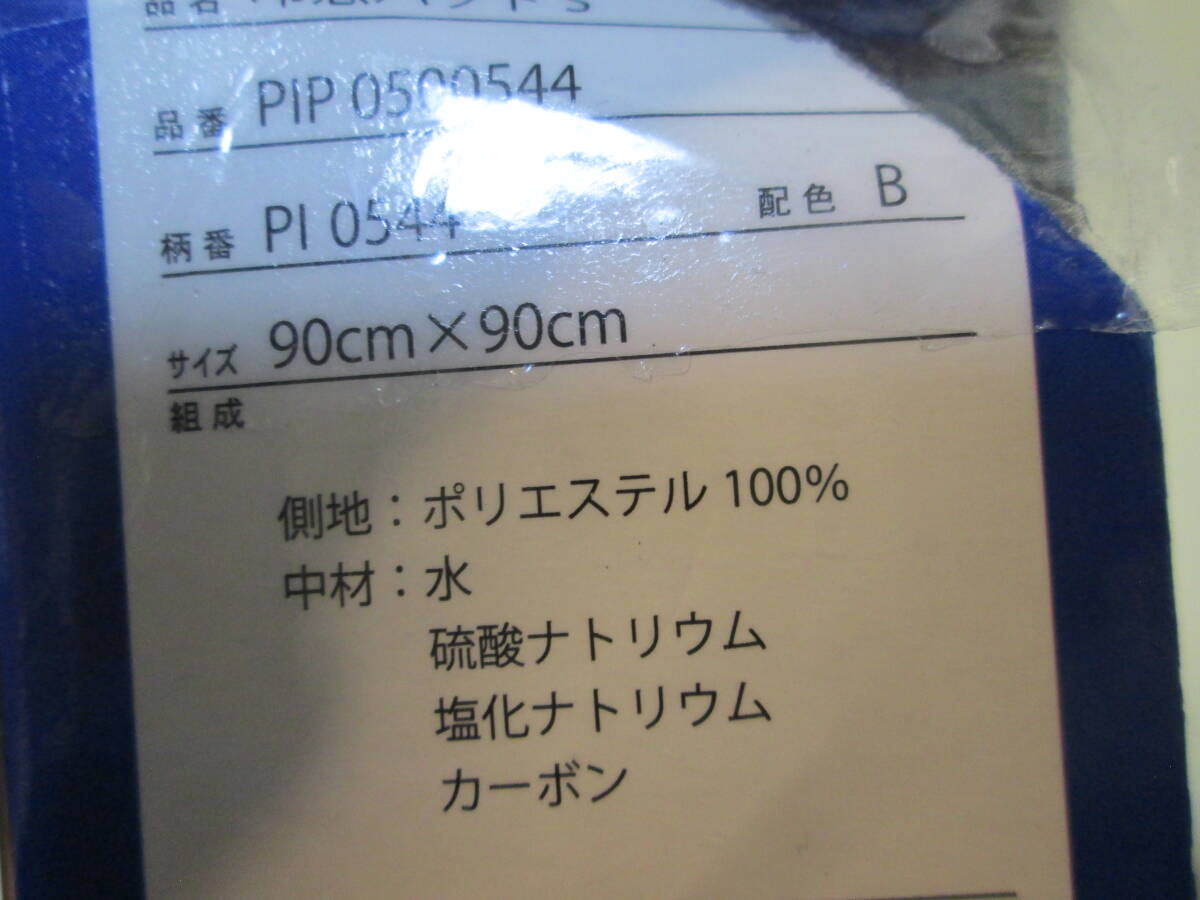 品名
品番 PIP 0500544
柄番 PI 0544 配色 B
サイズ 90cm×90cm
組成
側地：ポリエステル 100%
中材：水
硫酸ナトリウム
塩化ナトリウム
カーボン